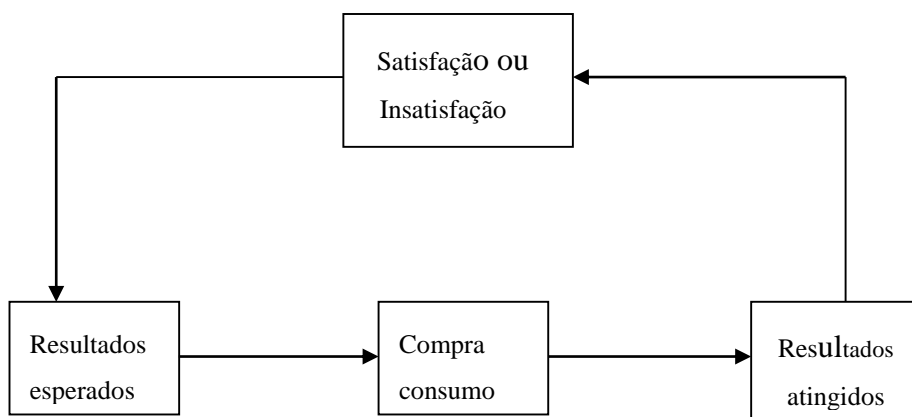 Satisfação ou
Insatisfação
Resultados
esperados
Compra
consumo
Resultados
atingidos